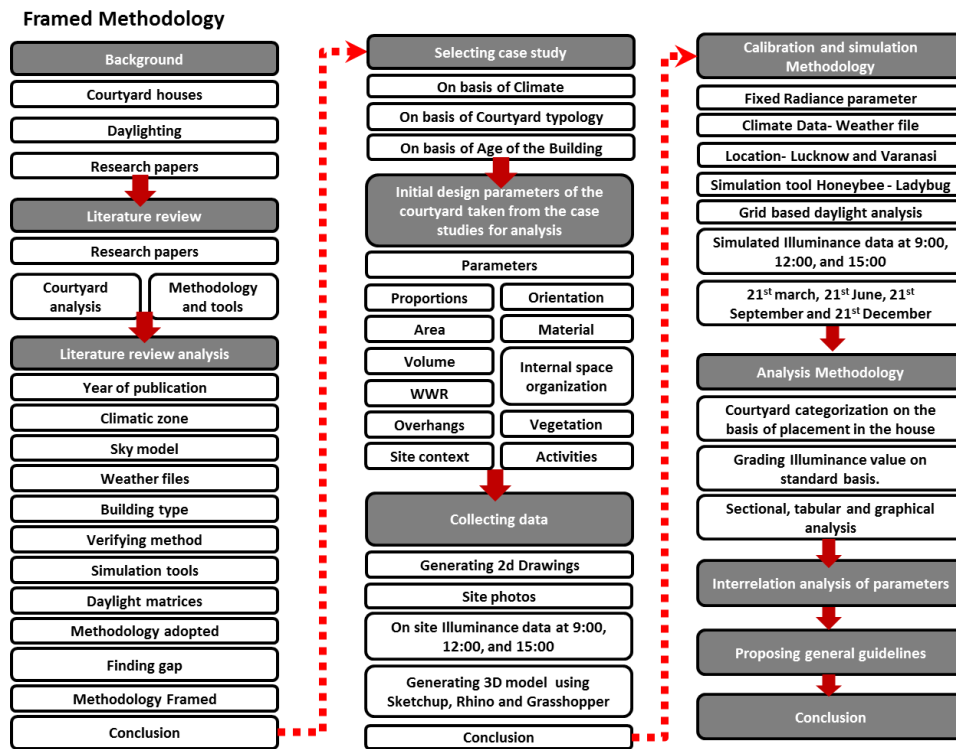 Framed Methodology
Background
Courtyard houses
Daylighting
Research papers
Literature review
Research papers
Courtyard
analysis
Methodology
and tools
Literature review analysis
Year of publication
Climatic zone
Sky model
Weather files
Building type
Verifying method
Simulation tools
Daylight matrices
Methodology adopted
Finding gap
Methodology Framed
Conclusion
Selecting case study
On basis of Climate
On basis of Courtyard typology
On basis of Age of the Building
Initial design parameters of the
courtyard taken from the case
studies for analysis
Parameters
Proportions
Orientation
Area
Material
Volume
Internal space
organization
WWR
Overhangs
Vegetation
Site context
Activities
Collecting data
Generating 2d Drawings
Site photos
On site Illuminance data at 9:00,
12:00, and 15:00
Generating 3D model using
Sketchup, Rhino and Grasshopper
Conclusion
Calibration and simulation
Methodology
Fixed Radiance parameter
Climate Data- Weather file
Location- Lucknow and Varanasi
Simulation tool Honeybee - Ladybug
Grid based daylight analysis
Simulated Illuminance data at 9:00,
12:00, and 15:00
21st march, 21st June, 21st
September and 21st December
Analysis Methodology
Courtyard categorization on the
basis of placement in the house
Grading Illuminance value on
standard basis.
Sectional, tabular and graphical
analysis
Interrelation analysis of parameters
Proposing general guidelines
Conclusion